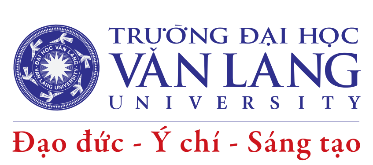 TRƯỜNG ĐẠI HỌC
VĂN LANG
UNIVERSITY
Đạo đức - Ý chí - Sáng tạo